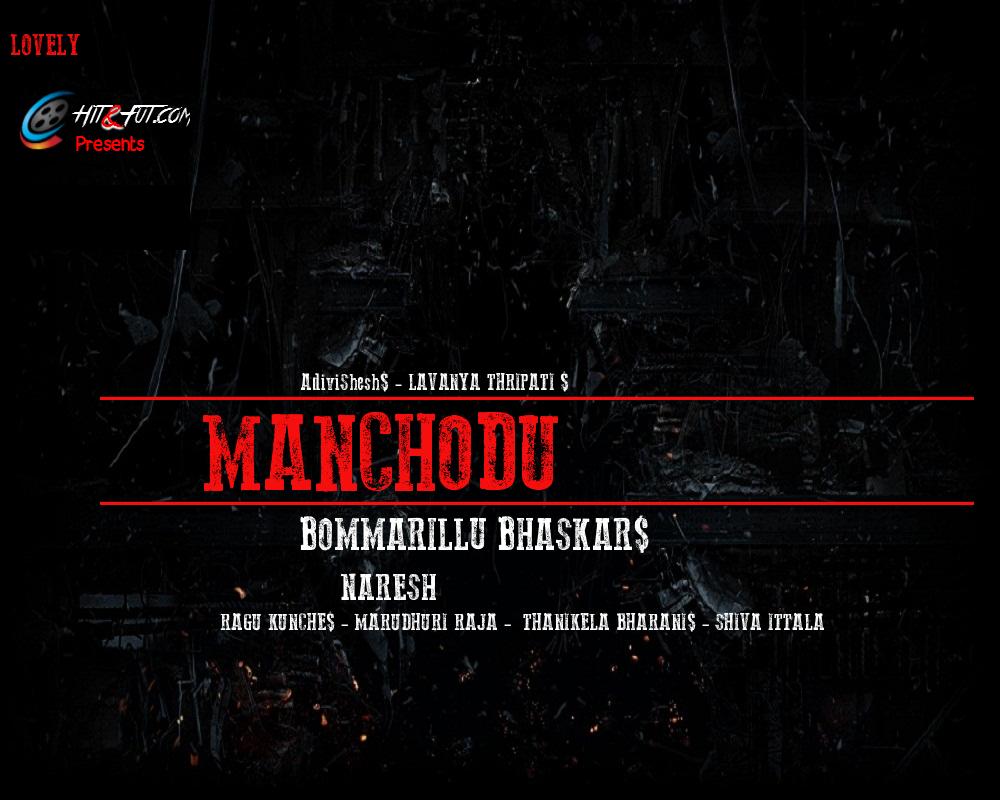 LOVELY
HIT&FUT.COM
Presents
AdiviShesh$ - LAVANYA THRIPATI $
MANCHODU
BOMMARILLU BHASKAR$
NARESH
RAGU KUNCHE$ - MARUDHURI RAJA - THANIKELA BHARANI$ - SHIVA ITTALA